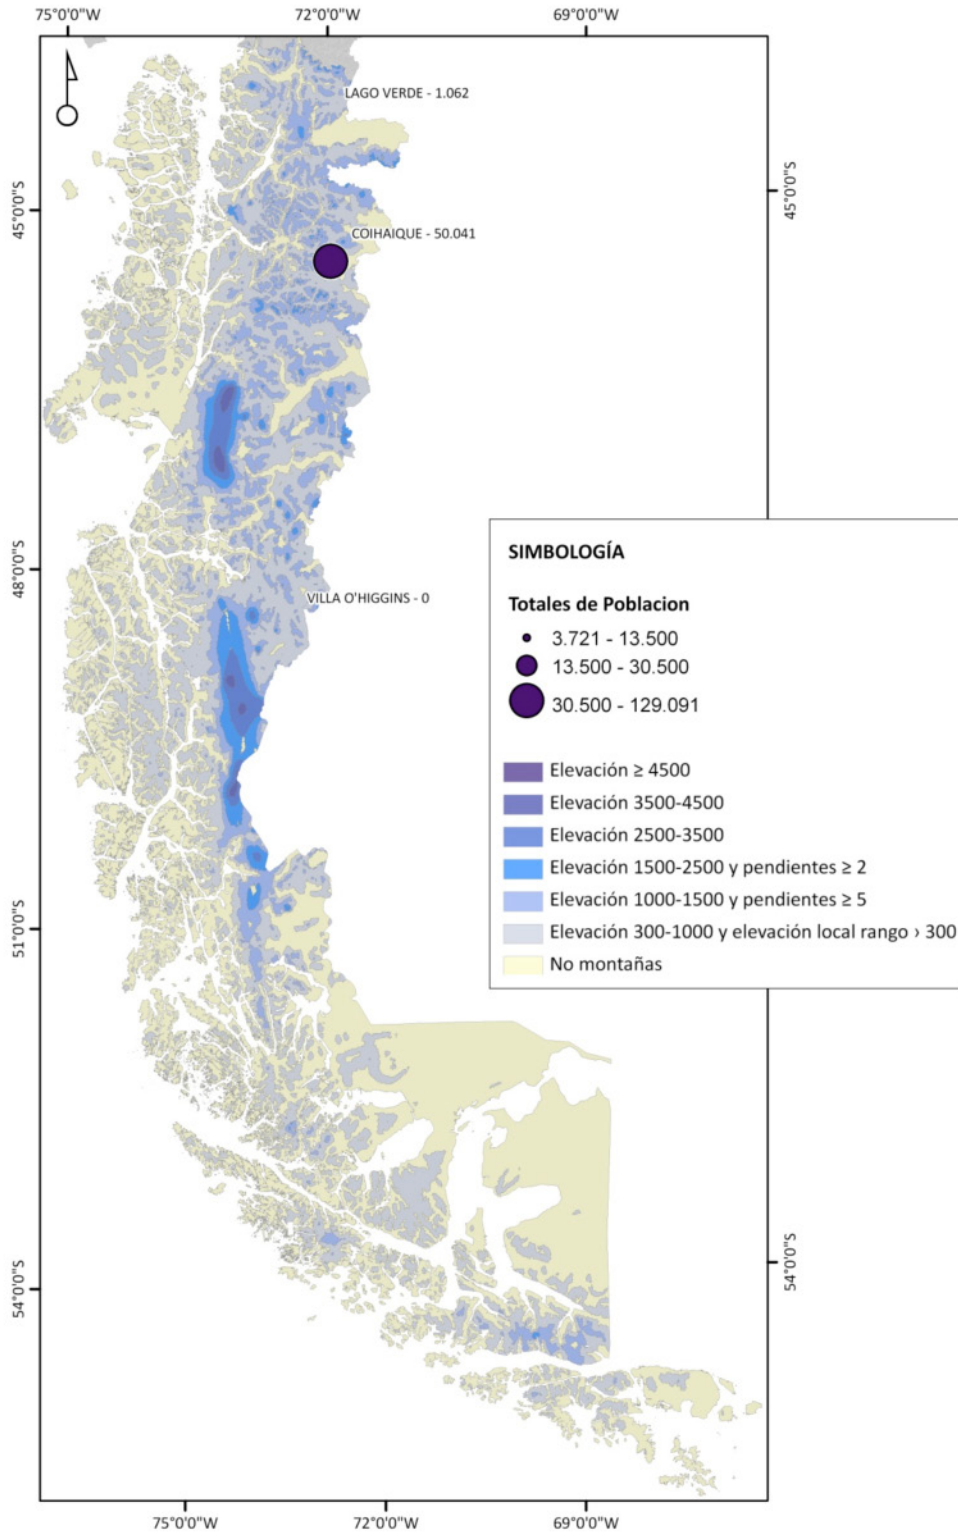 75°0'0"W 72°0'0"W 69°0'0"W
LAGO VERDE - 1.062
45°0'0"S
45°0'0"S
COIHAIQUE - 50.041
48°0'0"S
VILLA O'HIGGINS - 0
SIMBOLOGÍA
Totales de Poblacion
3.721 - 13.500
13.500 - 30.500
30.500 - 129.091
Elevación ≥ 4500
Elevación 3500-4500
Elevación 2500-3500
Elevación 1500-2500 y pendientes ≥ 2
Elevación 1000-1500 y pendientes ≥ 5
Elevación 300-1000 y elevación local rango › 300
No montañas
51°0'0"S
54°0'0"S
54°0'0"S
75°0'0"W 72°0'0"W 69°0'0"W